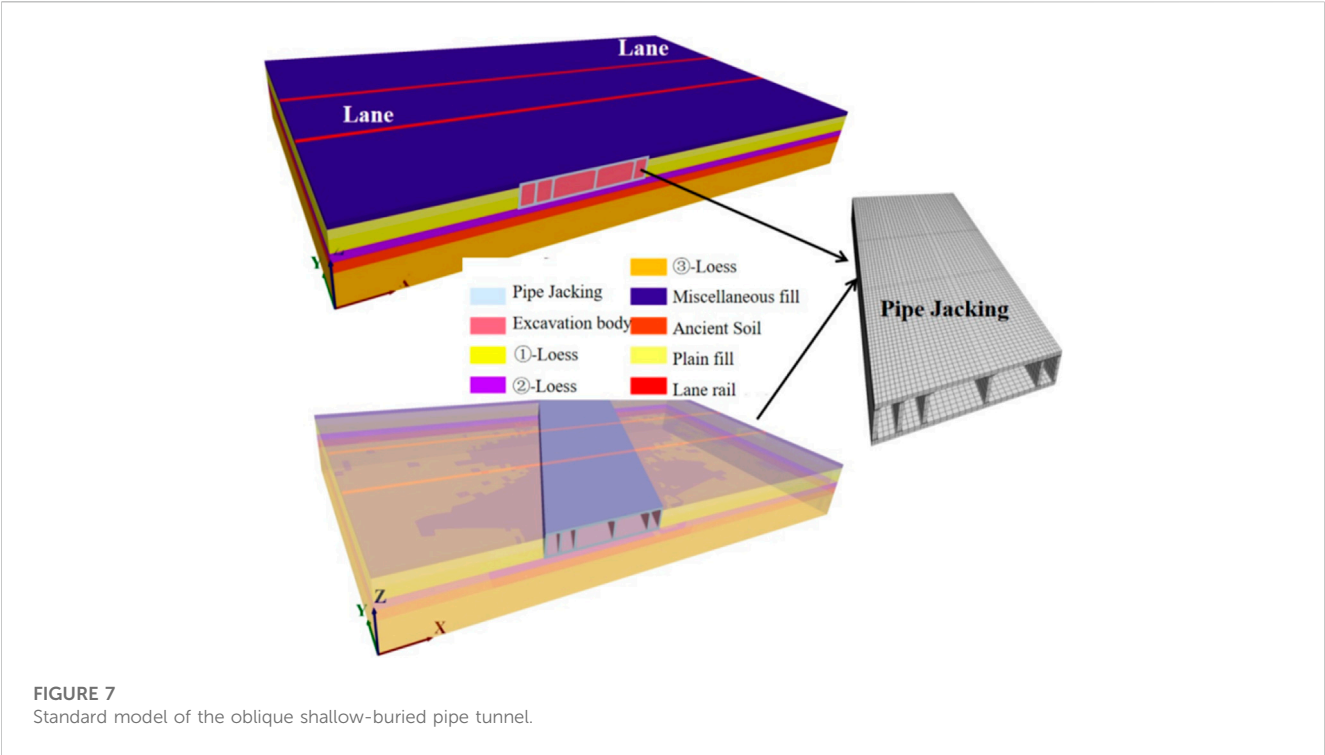 Lane
Lane
Z
Y
③-Loess
Pipe Jacking
Miscellaneous fill
Excavation body
Ancient Soil
①-Loess
Plain fill
②-Loess
Lane rail
Pipe Jacking
Z
Y
X
FIGURE 7
Standard model of the oblique shallow-buried pipe tunnel.